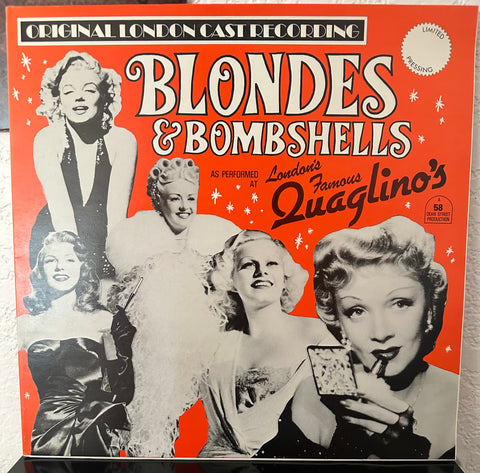 ORIGINAL LONDON CAST RECORDING
LIMITED
PRESSING
BLONDES
& BOMBSHELLS
AS PERFORMED
AT
London's
Famous
Quaglino's
A
58
DEAN STREET
PRODUCTION